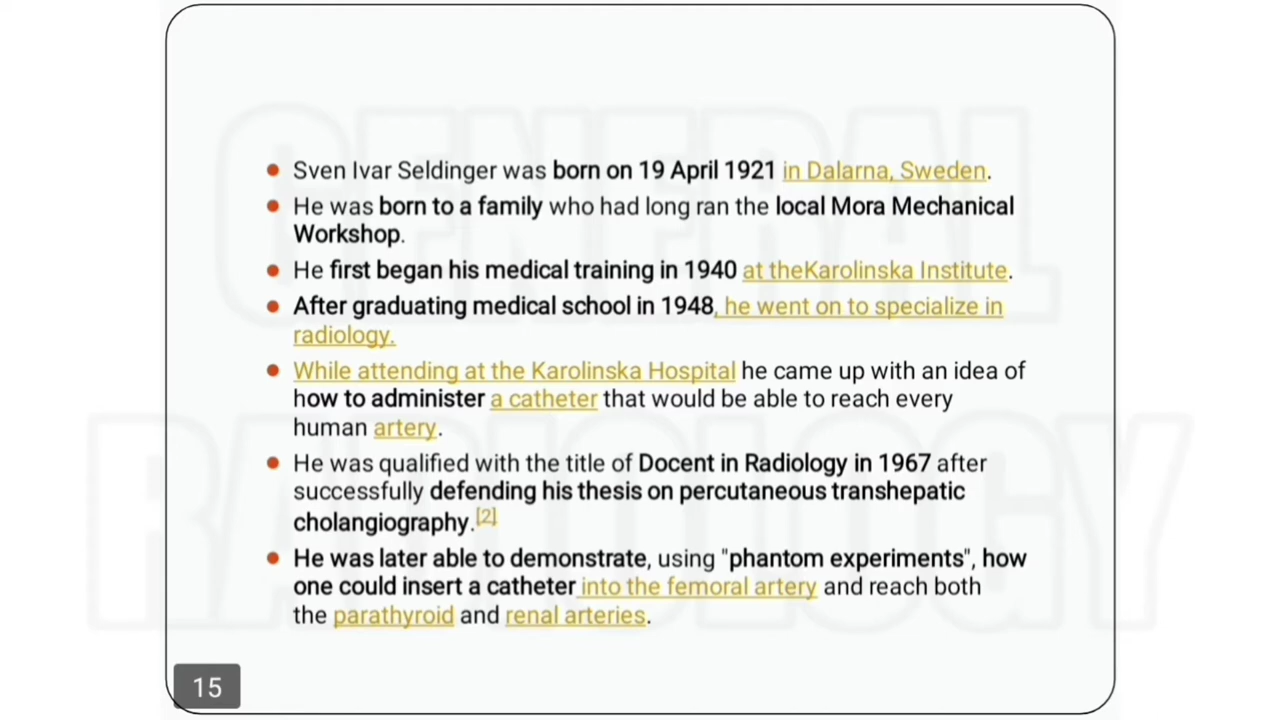 GENERAL
RADIOLOGY
• Sven Ivar Seldinger was born on 19 April 1921 in Dalarna, Sweden.
• He was born to a family who had long ran the local Mora Mechanical
Workshop.
• He first began his medical training in 1940 at theKarolinska Institute.
• After graduating medical school in 1948, he went on to specialize in
radiology.
• While attending at the Karolinska Hospital he came up with an idea of
how to administer a catheter that would be able to reach every
human artery.
• He was qualified with the title of Docent in Radiology in 1967 after
successfully defending his thesis on percutaneous transhepatic
cholangiography.[2]
• He was later able to demonstrate, using "phantom experiments", how
one could insert a catheter into the femoral artery and reach both
the parathyroid and renal arteries.
15